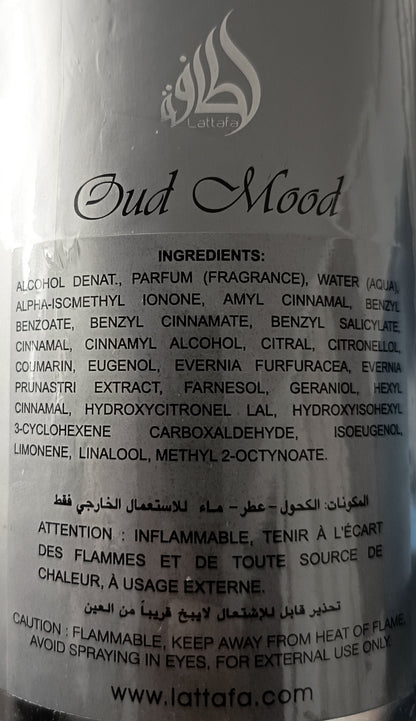 لطافة
Lattafa
Oud Mood
INGREDIENTS:
ALCOHOL DENAT., PARFUM (FRAGRANCE), WATER (AQUA),
ALPHA-ISCMETHYL IONONE, AMYL CINNAMAL, BENZYL
BENZOATE, BENZYL CINNAMATE, BENZYL SALICYLATE,
CINNAMAL, CINNAMYL ALCOHOL, CITRAL, CITRONELLOL,
COUMARIN, EUGENOL, EVERNIA FURFURACEA, EVERNIA
PRUNASTRI EXTRACT, FARNESOL, GERANIOL, HEXYL
CINNAMAL, HYDROXYCITRONEL LAL, HYDROXYISOHEXYL
3-CYCLOHEXENE CARBOXALDEHYDE, ISOEUGENOL,
LIMONENE, LINALOOL, METHYL 2-OCTYNOATE.
المكونات: الكحول - عطر - ماء للاستعمال الخارجي فقط
ATTENTION : INFLAMMABLE, TENIR À L'ÉCART
DES FLAMMES ET DE TOUTE SOURCE DE
CHALEUR, À USAGE EXTERNE.
تحذير قابل للإشتعال لايبخ قريباً من العين
CAUTION : FLAMMABLE, KEEP AWAY FROM HEAT OF FLAME,
AVOID SPRAYING IN EYES, FOR EXTERNAL USE ONLY.
www.lattafa.com